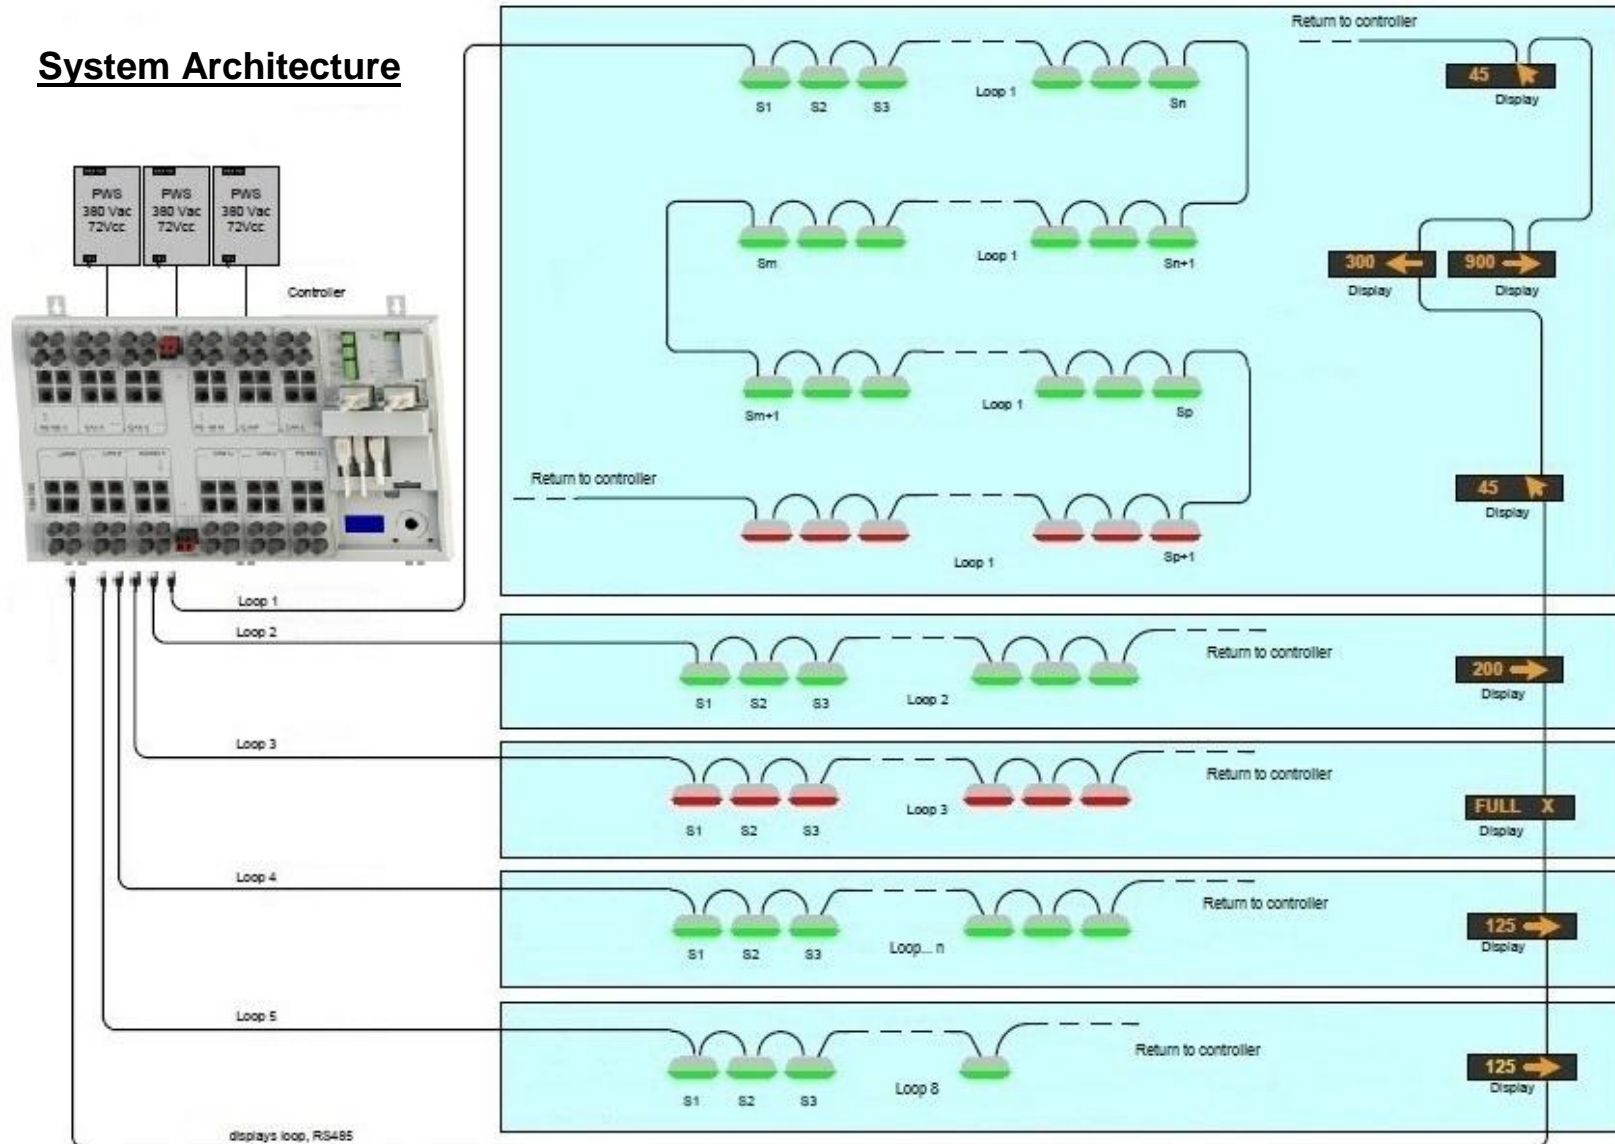 System Architecture
PWS
380 Vac
72Vcc
PWS
380 Vac
72Vcc
PWS
380 Vac
72Vcc
Controller
Return to controller
S1 S2 S3 Loop 1 Sn
45
Display
Sm Loop 1 Sn+1
300
Display
900
Display
Sm+1 Loop 1 Sp
Return to controller
Loop 1 Sp+1
45
Display
Loop 1
Loop 2
S1 S2 S3 Loop 2
Return to controller
200
Display
Loop 3
S1 S2 S3 Loop 3
Return to controller
FULL X
Display
Loop 4
S1 S2 S3 Loop... n
Return to controller
125
Display
Loop 5
S1 S2 S3 Loop 8
Return to controller
125
Display
displays loop, RS485